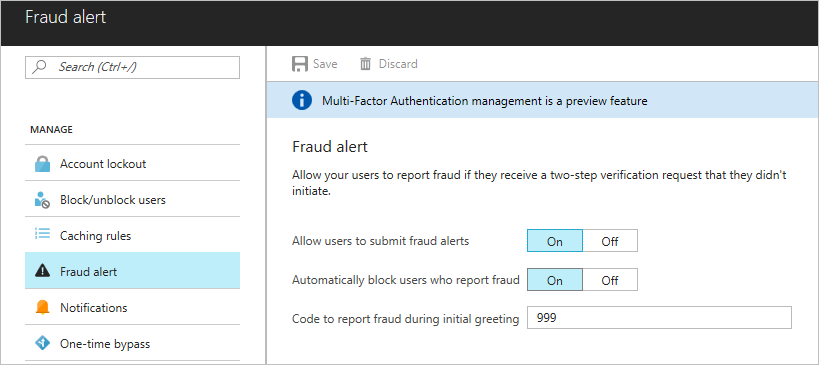 Fraud alert
Search (Ctrl+/)
MANAGE
Account lockout
Block/unblock users
Caching rules
Fraud alert
Notifications
One-time bypass
Save
Discard
Multi-Factor Authentication management is a preview feature
Fraud alert
Allow your users to report fraud if they receive a two-step verification request that they didn't
initiate.
Allow users to submit fraud alerts On Off
Automatically block users who report fraud On Off
Code to report fraud during initial greeting 999